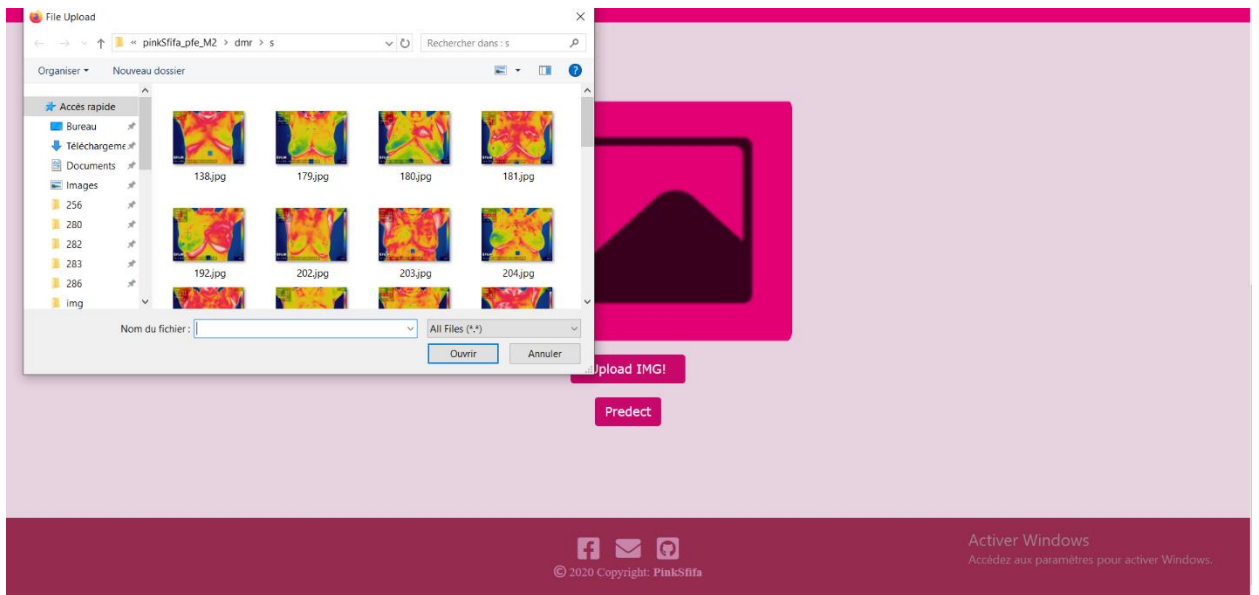 File Upload
« pinkSfifa_pfe_M2 > dmr > s
Rechercher dans : s
Organiser
Nouveau dossier
Accès rapide
Bureau
Téléchargeme
Documents
Images
256
280
282
283
286
img
138.jpg
179.jpg
180.jpg
181.jpg
192.jpg
202.jpg
203.jpg
204.jpg
Nom du fichier :
All Files (*.*)
Ouvrir
Annuler
Upload IMG!
Predect
© 2020 Copyright: PinkSfifa
Activer Windows
Accédez aux paramètres pour activer Windows.